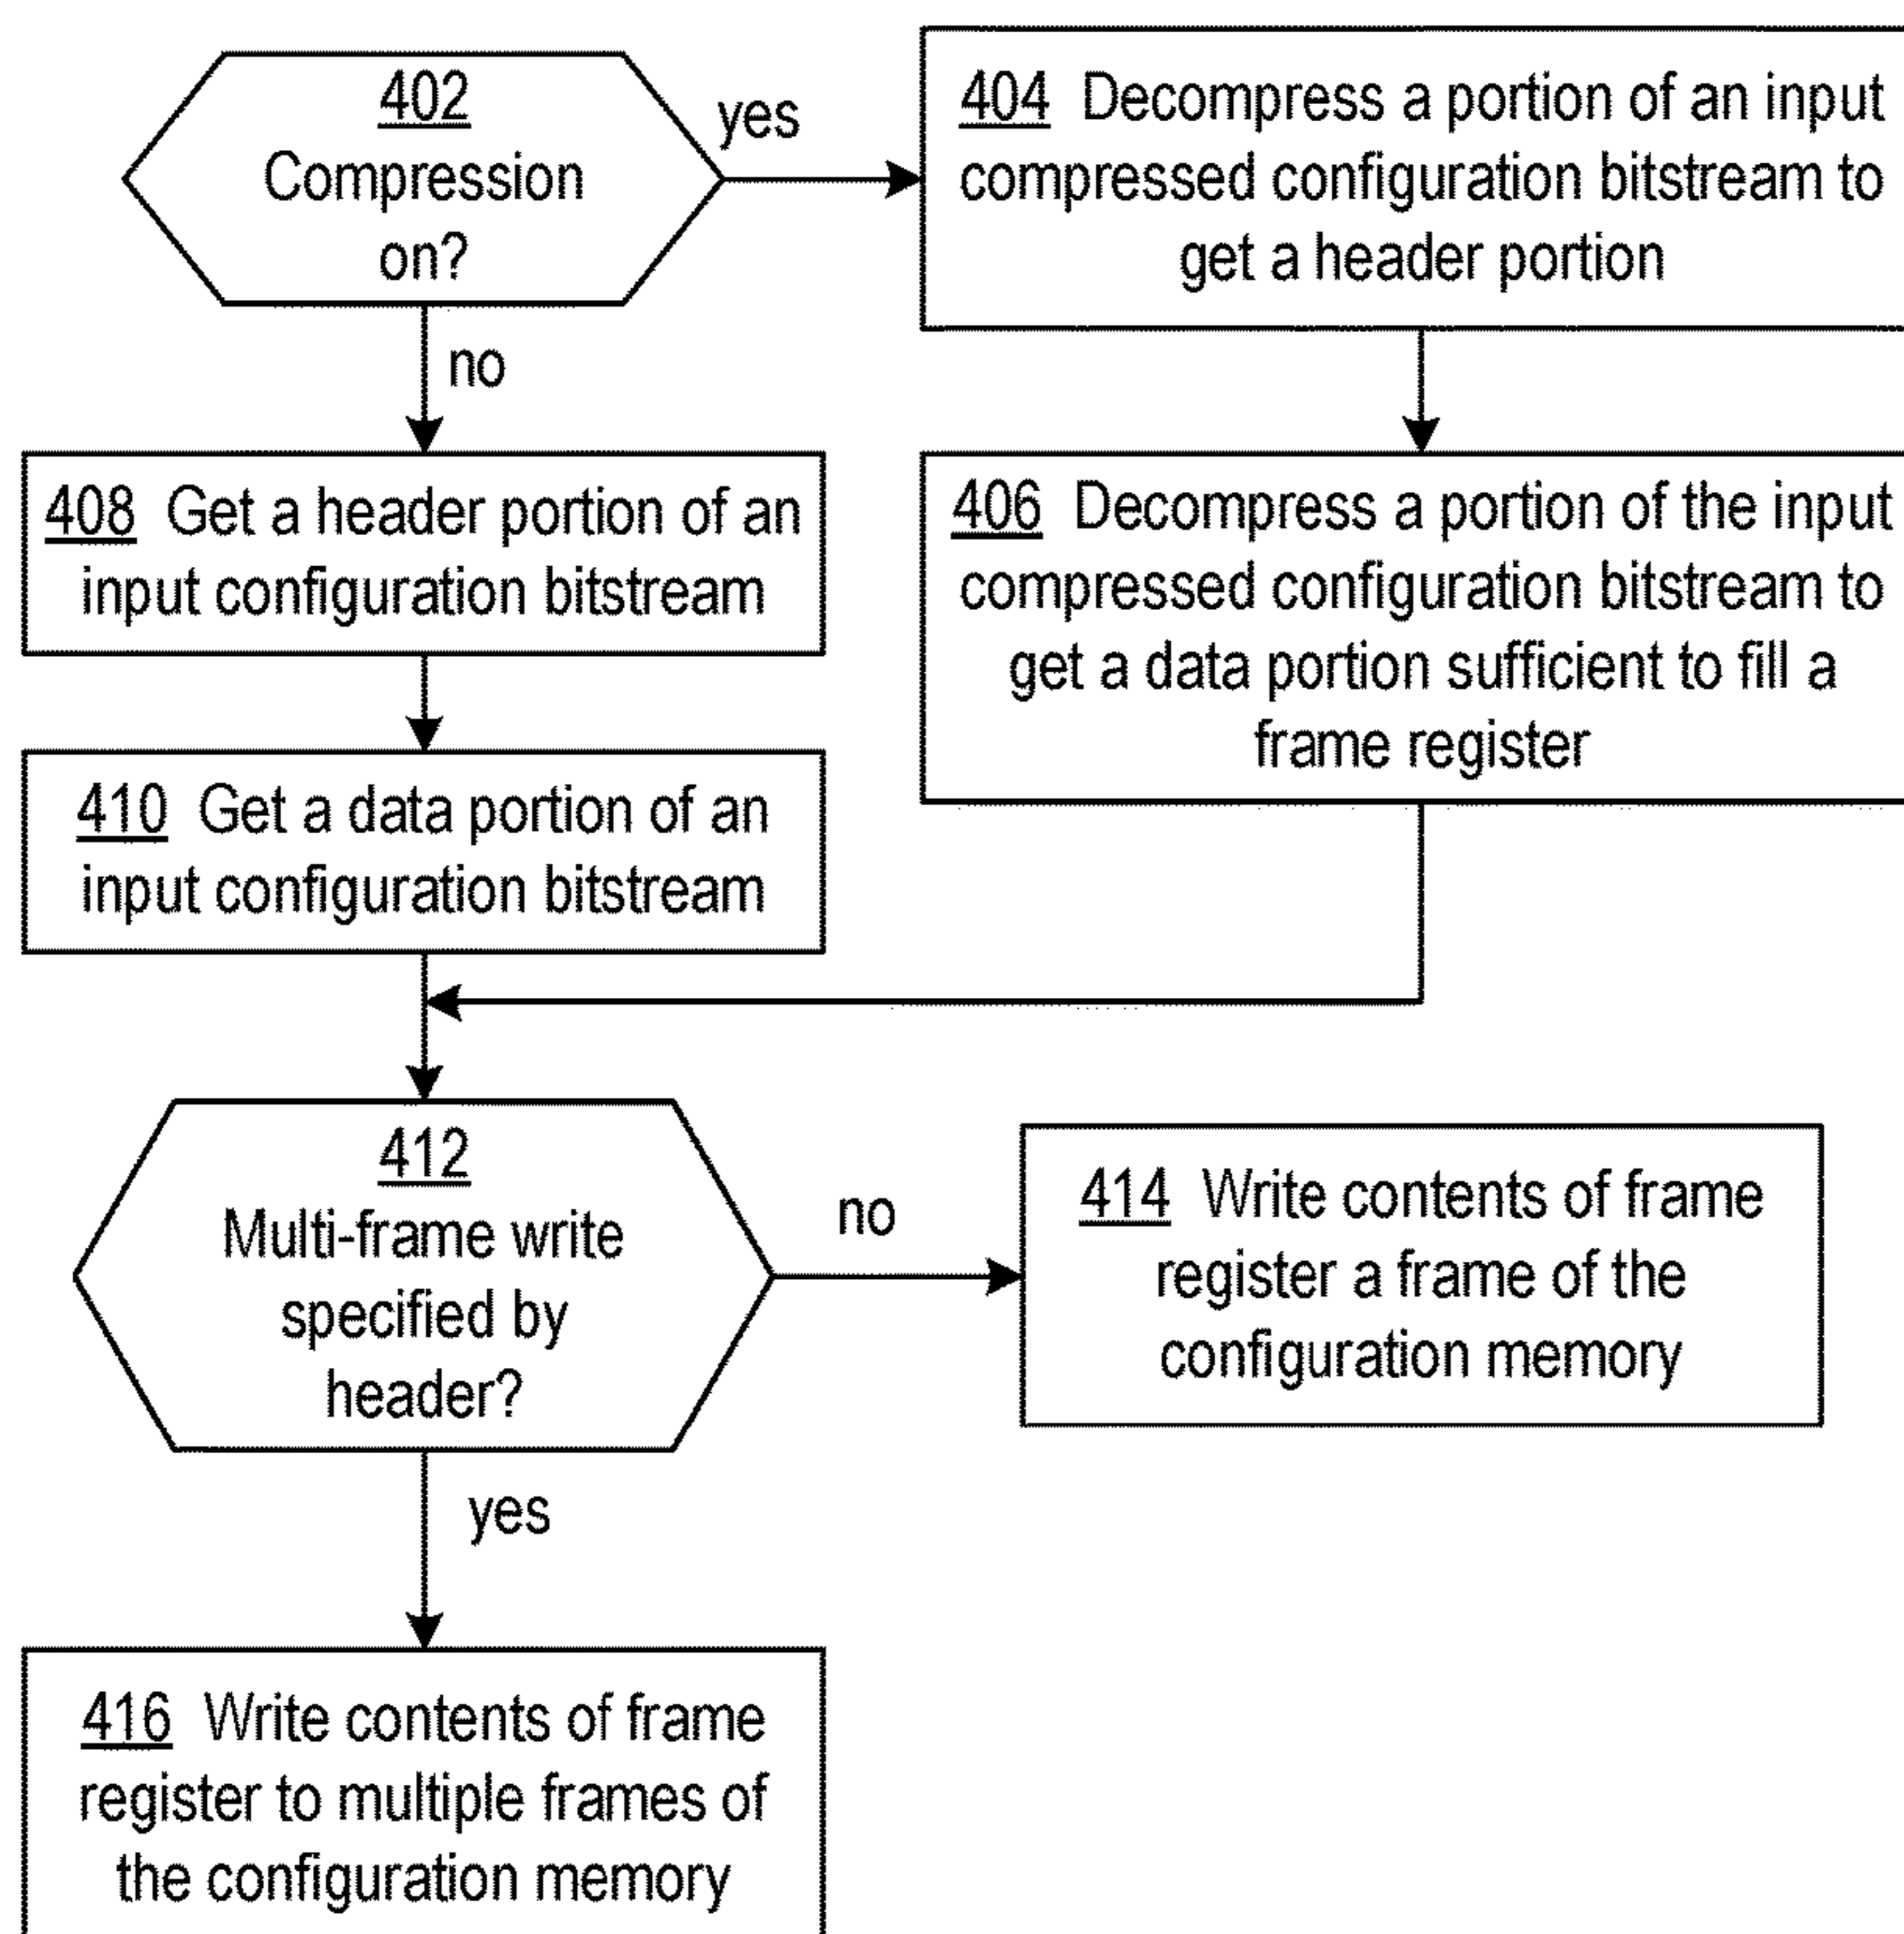 402
Compression
on?
yes
404 Decompress a portion of an input
compressed configuration bitstream to
get a header portion
no
408 Get a header portion of an
input configuration bitstream
406 Decompress a portion of the input
compressed configuration bitstream to
get a data portion sufficient to fill a
frame register
410 Get a data portion of an
input configuration bitstream
412
Multi-frame write
specified by
header?
no
414 Write contents of frame
register a frame of the
configuration memory
yes
416 Write contents of frame
register to multiple frames of
the configuration memory